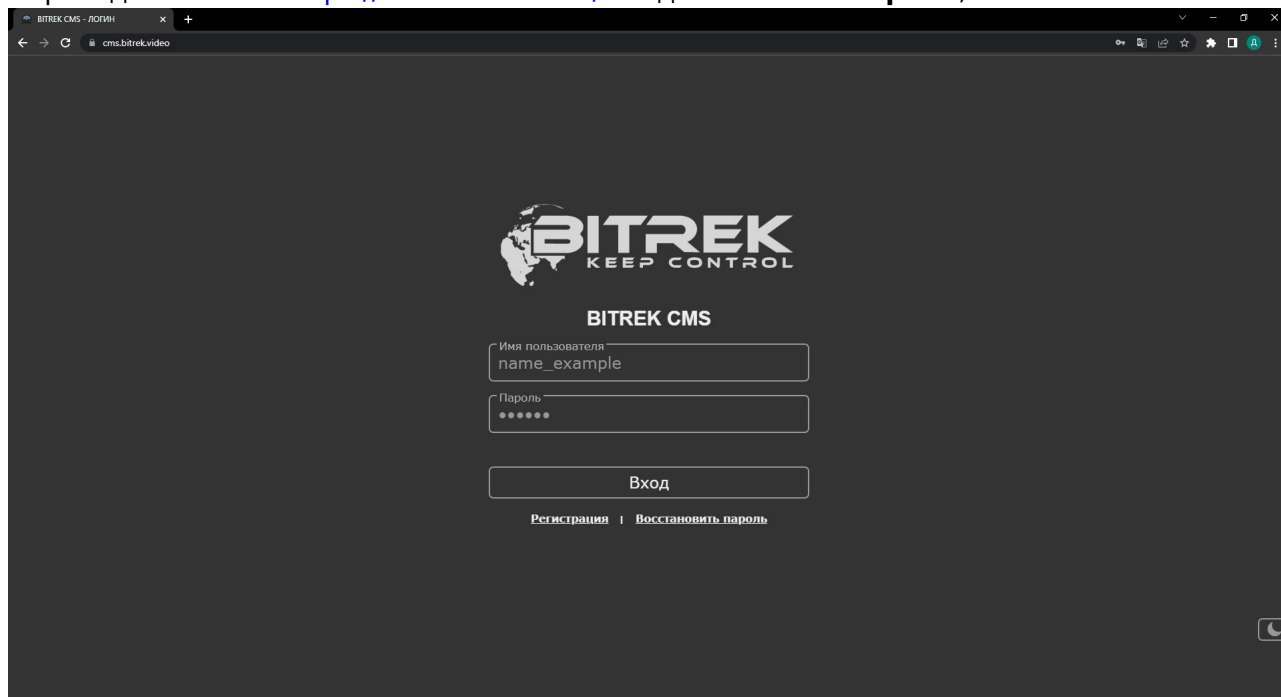 BITREK CMS - ЛОГИН
cms.bitrek.video
Д
BITREK
KEEP CONTROL
BITREK CMS
Имя пользователя
name_example
Пароль
Вход
Регистрация | Восстановить пароль